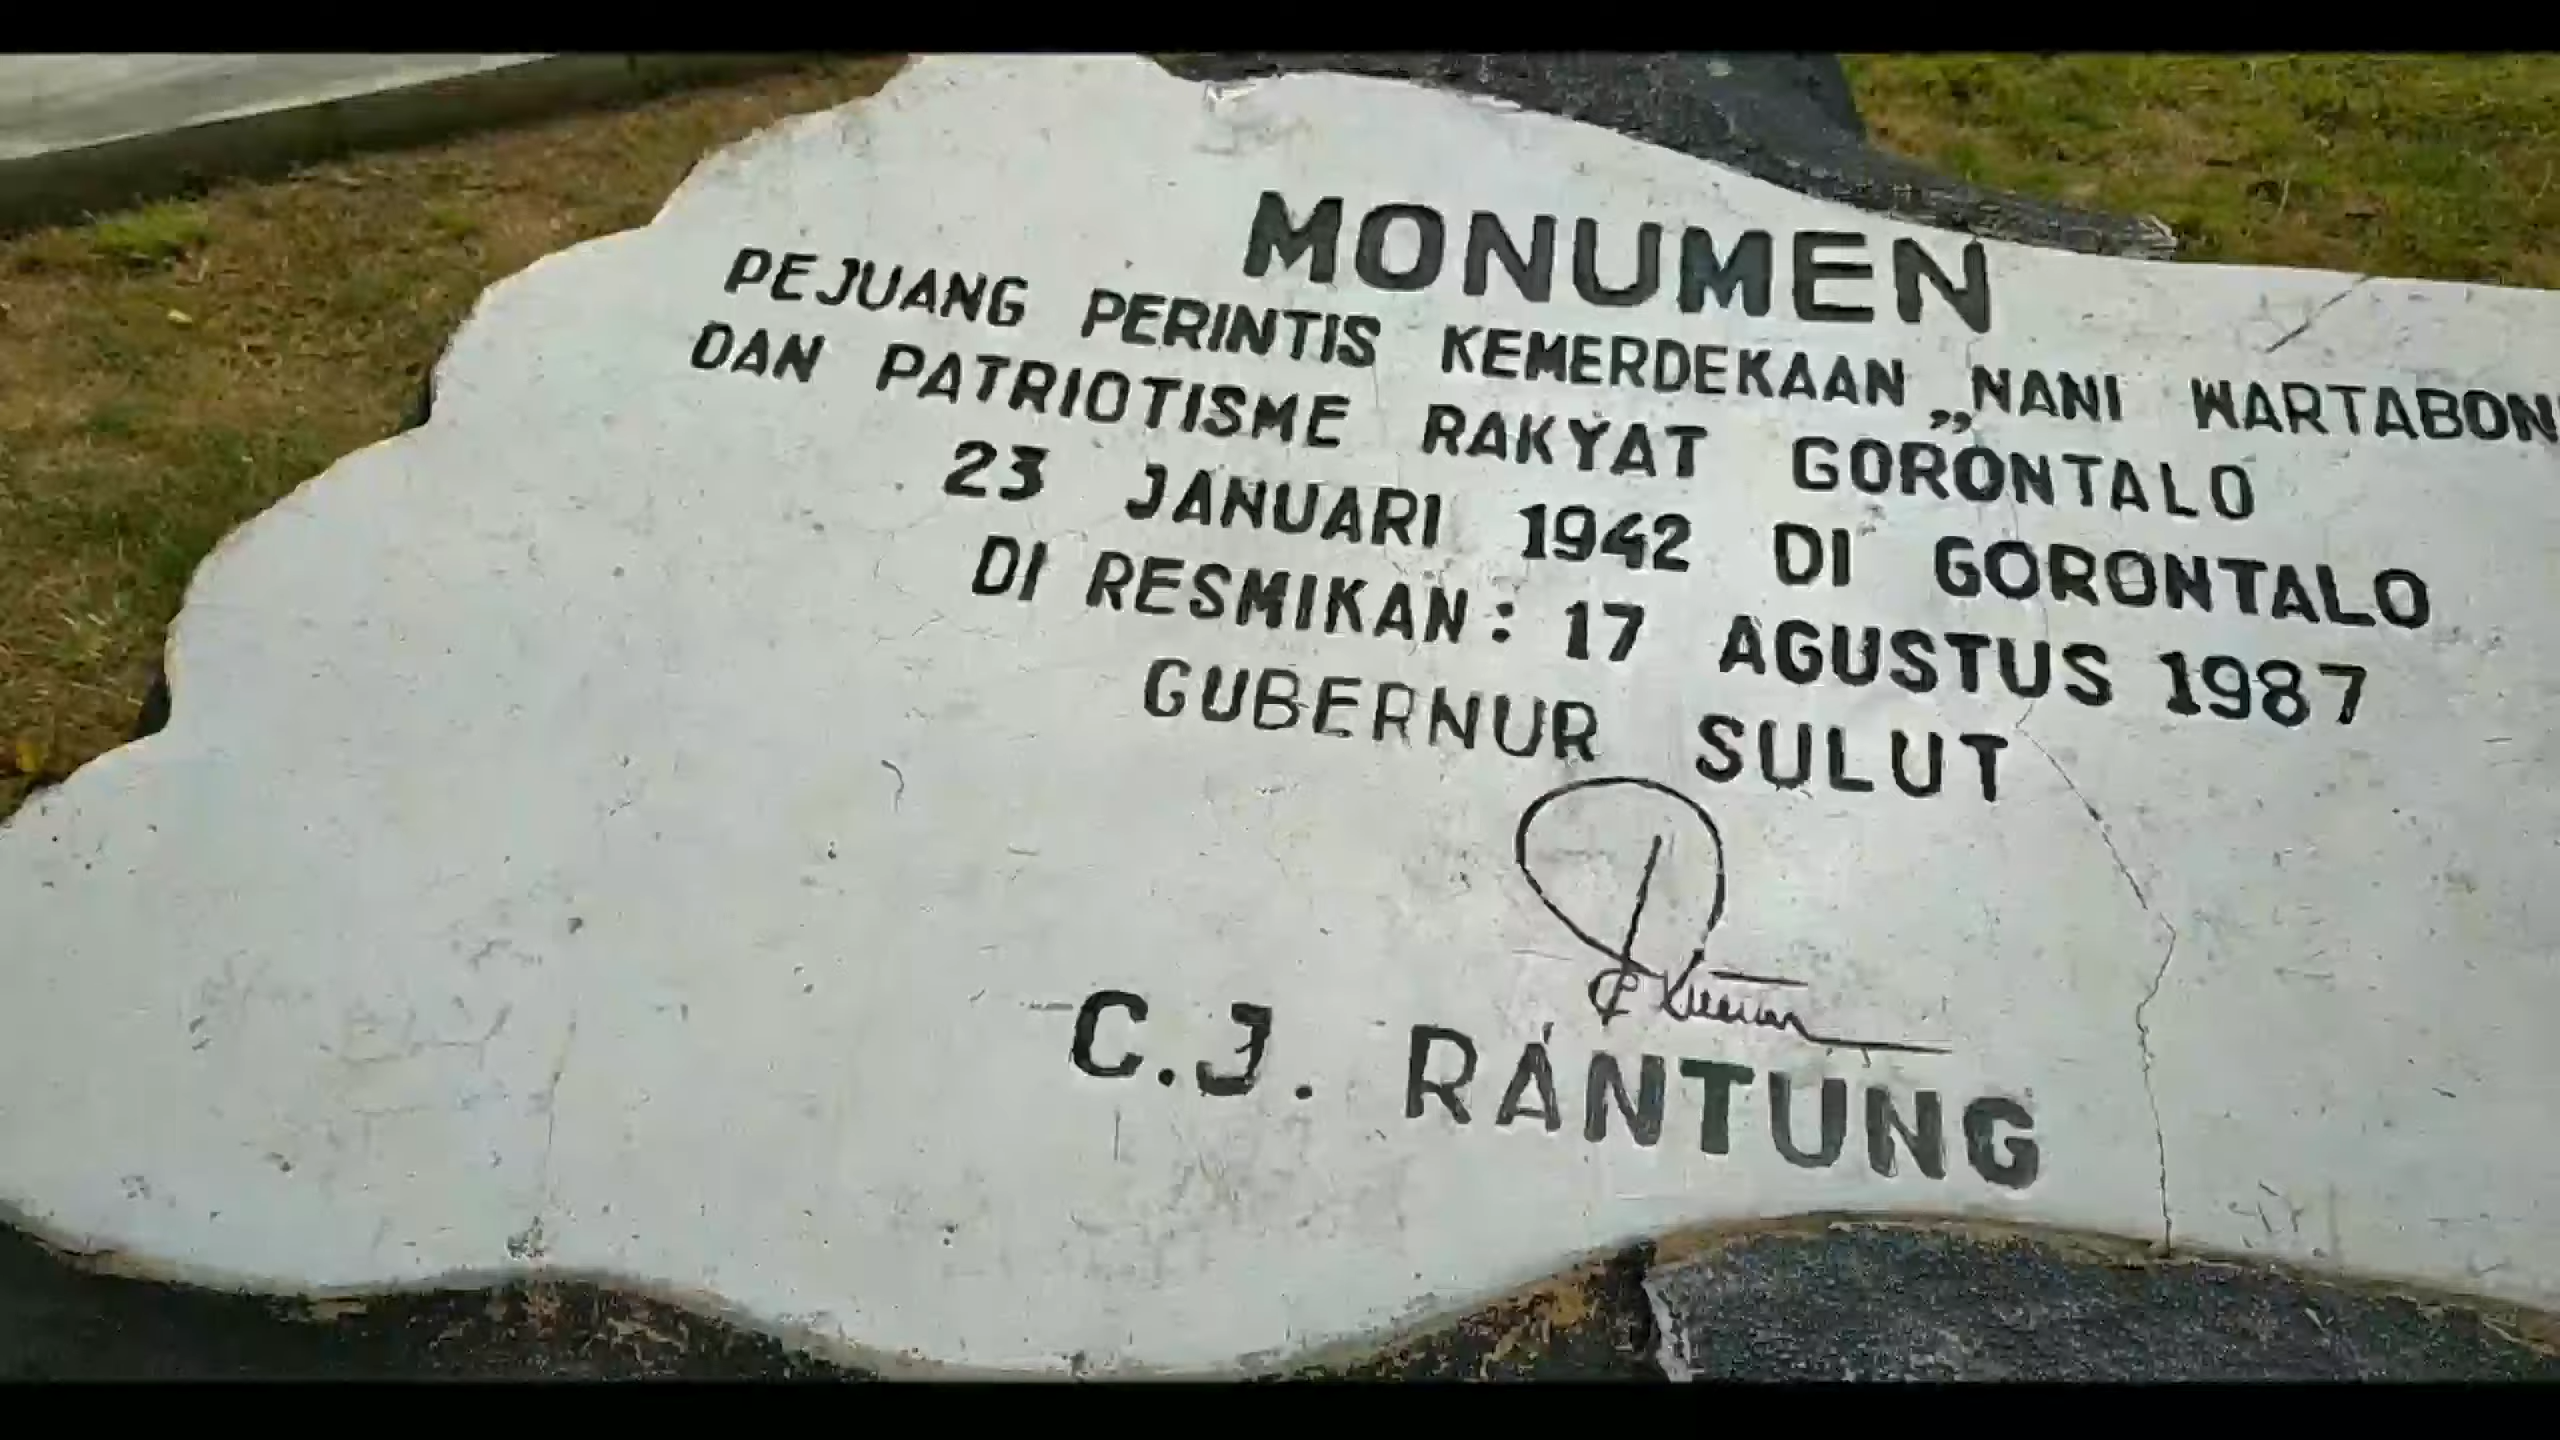 MONUMEN
PEJUANG PERINTIS KEMERDEKAAN „NANI WARTABON
DAN PATRIOTISME RAKYAT GORONTALO
23 JANUARI 1942 DI GORONTALO
DI RESMIKAN : 17 AGUSTUS 1987
GUBERNUR SULUT
C.J. RANTUNG